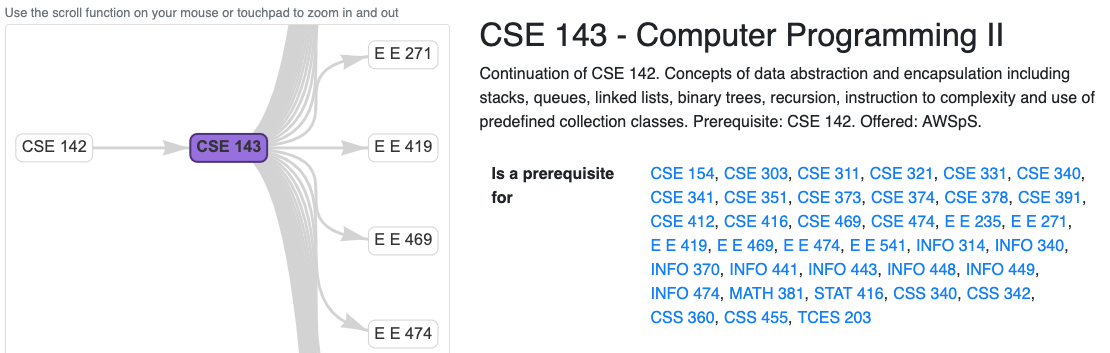 Use the scroll function on your mouse or touchpad to zoom in and out
E E 271
CSE 142
CSE 143
E E 419
E E 469
E E 474
CSE 143 - Computer Programming II
Continuation of CSE 142. Concepts of data abstraction and encapsulation including
stacks, queues, linked lists, binary trees, recursion, instruction to complexity and use of
predefined collection classes. Prerequisite: CSE 142. Offered: AWSpS.
Is a prerequisite
for
CSE 154, CSE 303, CSE 311, CSE 321, CSE 331, CSE 340,
CSE 341, CSE 351, CSE 373, CSE 374, CSE 378, CSE 391,
CSE 412, CSE 416, CSE 469, CSE 474, E E 235, E E 271,
E E 419, E E 469, E E 474, E E 541, INFO 314, INFO 340,
INFO 370, INFO 441, INFO 443, INFO 448, INFO 449,
INFO 474, MATH 381, STAT 416, CSS 340, CSS 342,
CSS 360, CSS 455, TCES 203